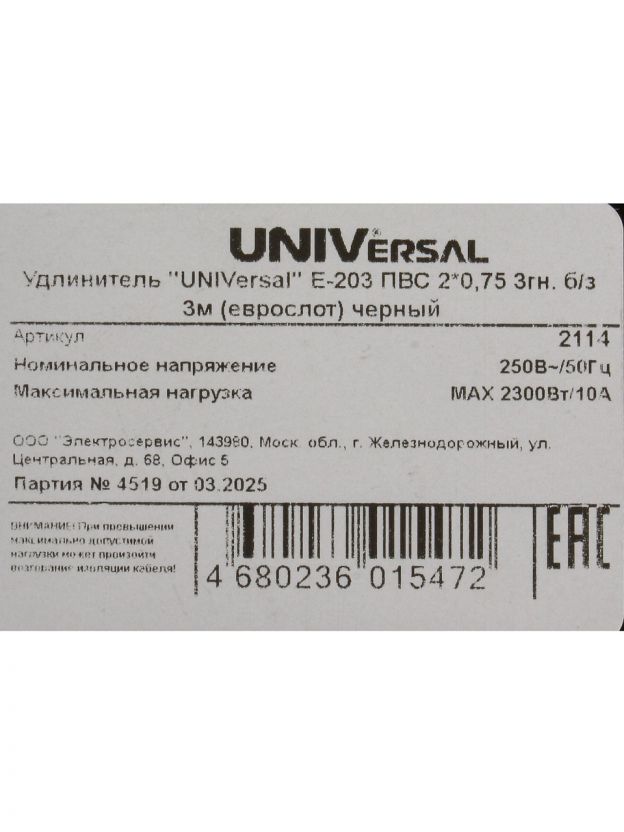 UNIVERSAL®
Удлинитель "UNIVersal" Е-203 ПВС 2*0,75 3гн. б/з
3м (еврослот) черный
Артикул 2114
Номинальное напряжение 250В~/50Гц
Максимальная нагрузка MAX 2300Вт/10А
ООО "Электросервис", 143980, Моск. обл., г. Железнодорожный, ул.
Центральная, д. 68, Офис 5
Партия № 4519 от 03.2025
ВНИМАНИЕ! При превышении
максимально допустимой
нагрузки может произойти
возгорание изоляции кабеля!
4 680236 015472
EAC